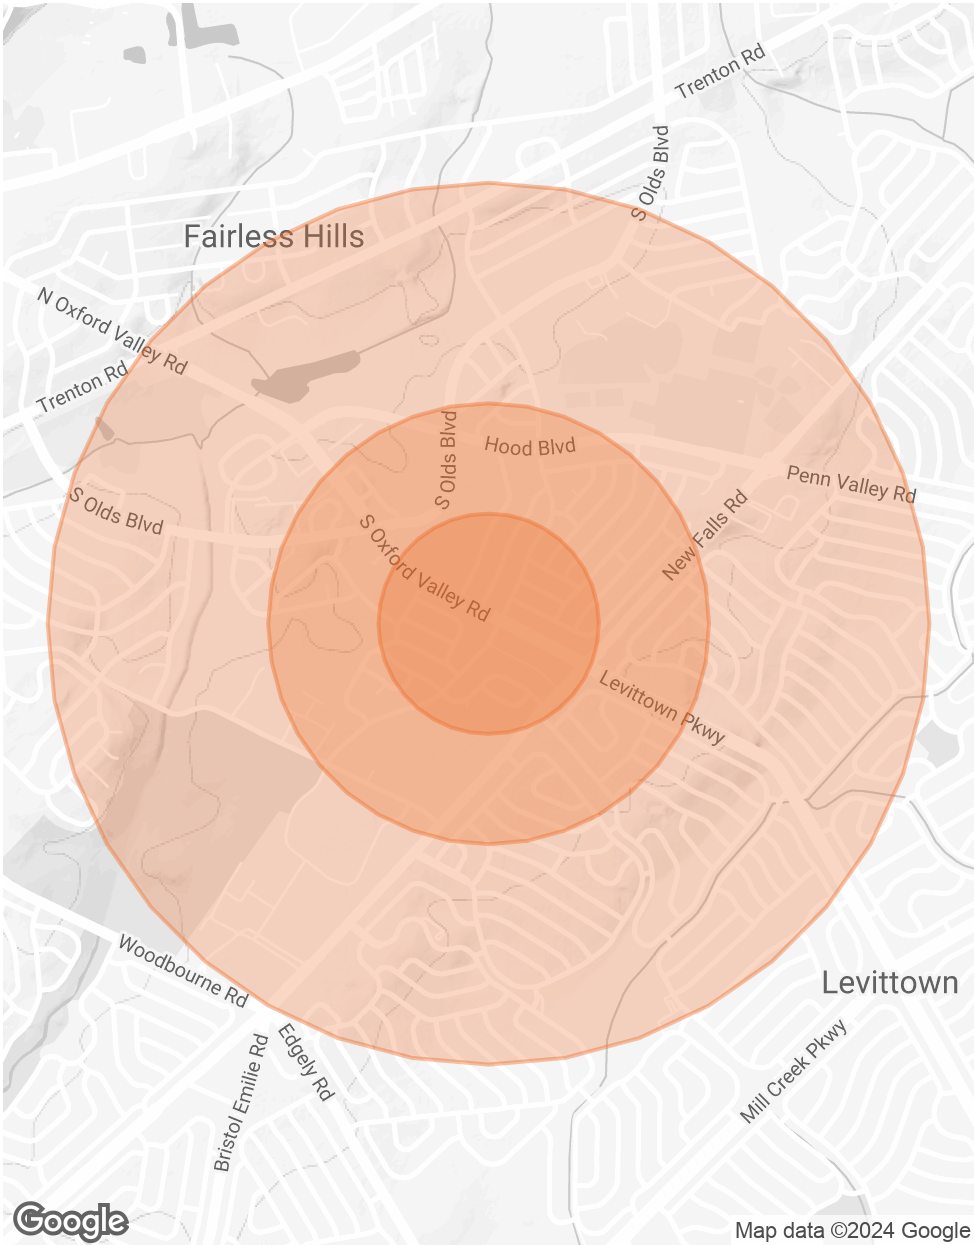 Trenton Rd
S Olds Blvd
Fairless Hills
N Oxford Valley Rd
Trenton Rd
S Olds Blvd
Hood Blvd
Penn Valley Rd
S Olds Blvd
New Falls Rd
S Oxford Valley Rd
Levittown Pkwy
Woodbourne Rd
Levittown
Edgely Rd
Bristol Emilie Rd
Mill Creek Pkwy
Google
Map data ©2024 Google